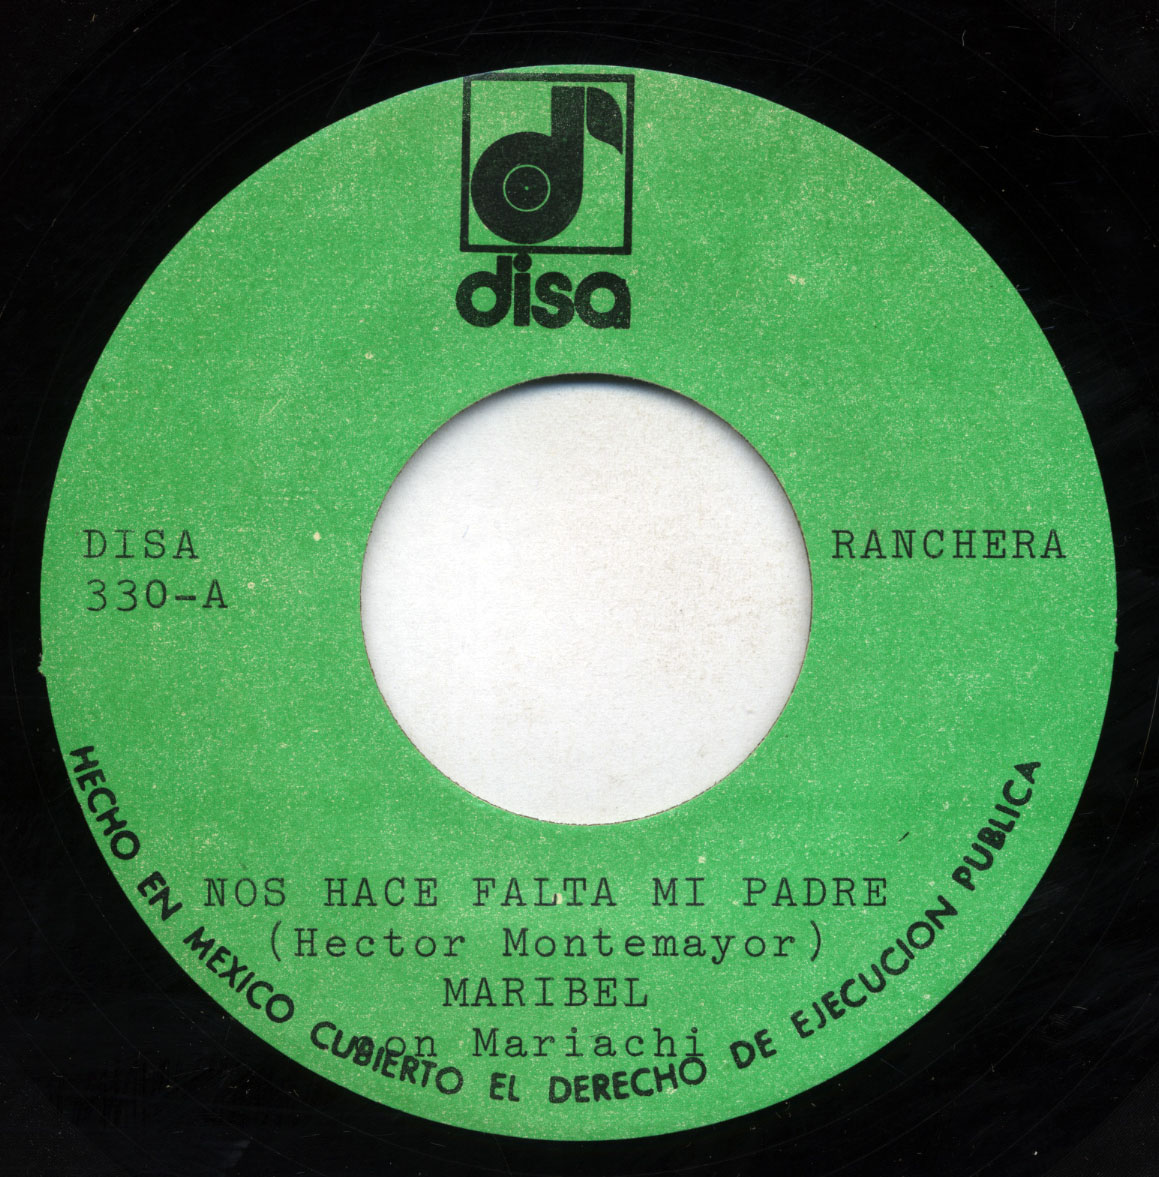 disa
DISA
330-A
RANCHERA
NOS HACE FALTA MI PADRE
(Hector Montemayor)
MARIBEL
con Mariachi
HECHO EN MEXICO CUBIERTO EL DERECHO DE EJECUCION PUBLICA